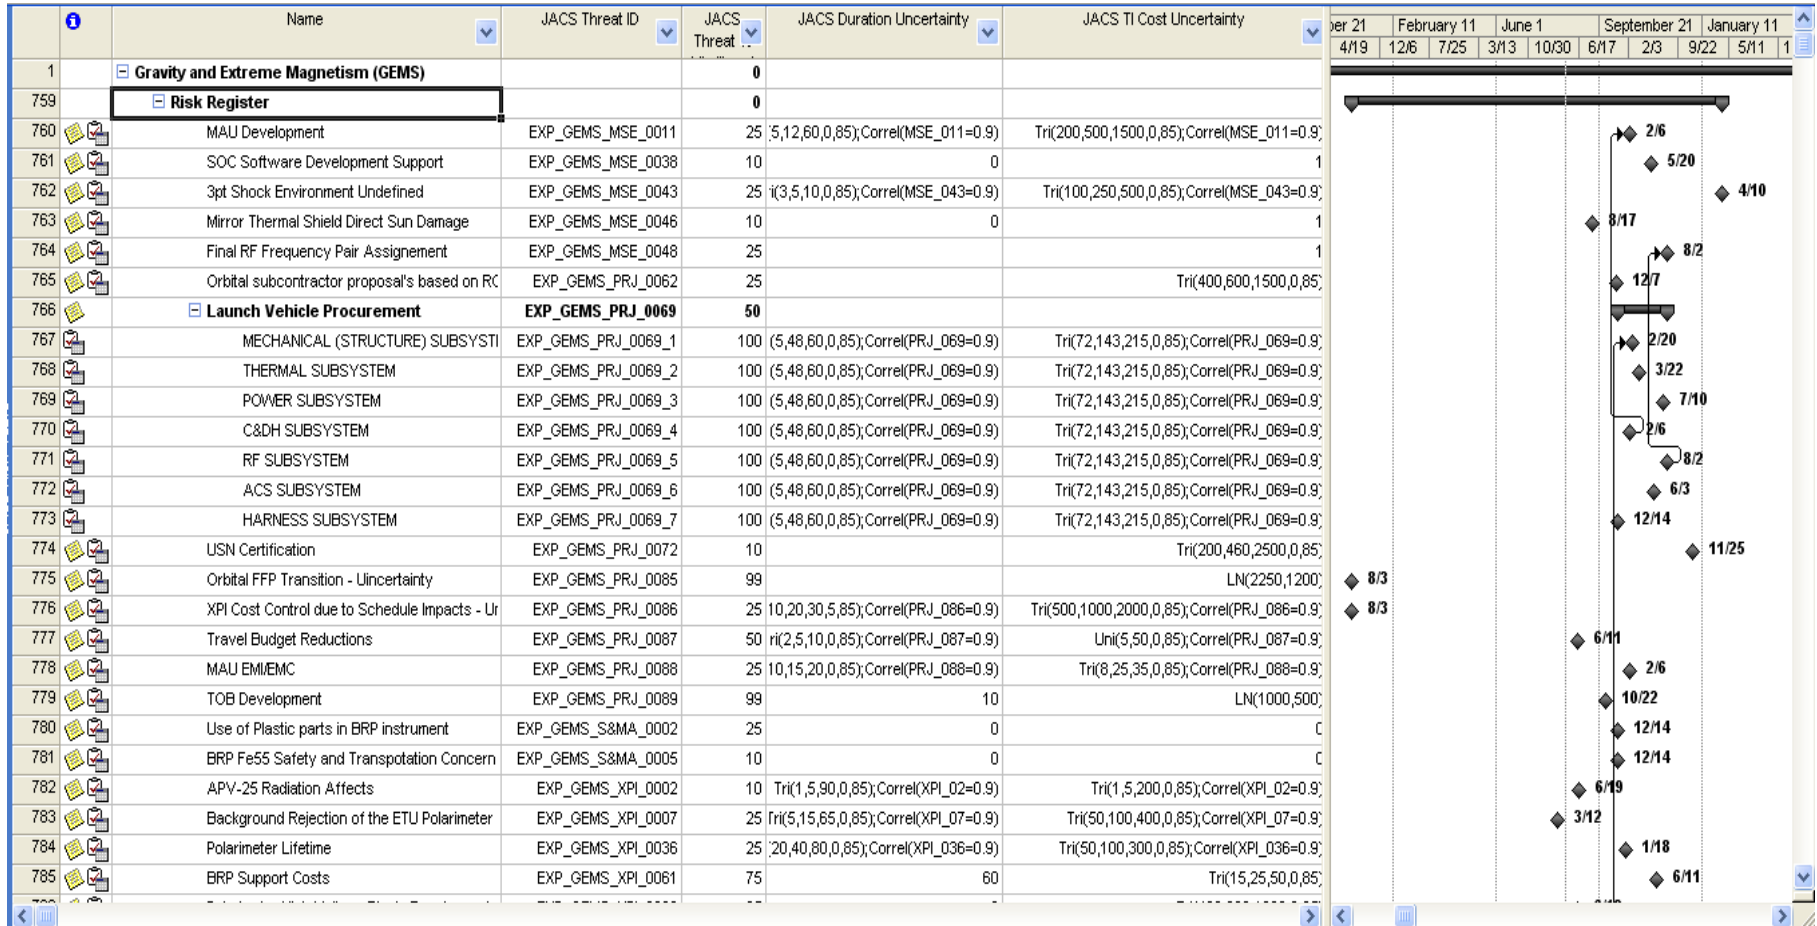 Name JACS Threat ID JACS Threat JACS Duration Uncertainty JACS TI Cost Uncertainty
ber 21 February 11 June 1 September 21 January 11
4/19 12/6 7/25 3/13 10/30 6/17 2/3 9/22 5/11 1
1 Gravity and Extreme Magnetism (GEMS) 0
759 Risk Register 0
760 MAU Development EXP_GEMS_MSE_0011 25 5,12,60,0,85);Correl(MSE_011=0.9) Tri(200,500,1500,0,85);Correl(MSE_011=0.9) 2/6
761 SOC Software Development Support EXP_GEMS_MSE_0038 10 0 1 5/20
762 3pt Shock Environment Undefined EXP_GEMS_MSE_0043 25 i(3,5,10,0,85);Correl(MSE_043=0.9) Tri(100,250,500,0,85);Correl(MSE_043=0.9) 4/10
763 Mirror Thermal Shield Direct Sun Damage EXP_GEMS_MSE_0046 10 0 1 8/17
764 Final RF Frequency Pair Assignement EXP_GEMS_MSE_0048 25 1 8/2
765 Orbital subcontractor proposal's based on RC EXP_GEMS_PRJ_0062 25 Tri(400,600,1500,0,85) 12/7
766 Launch Vehicle Procurement EXP_GEMS_PRJ_0069 50
767 MECHANICAL (STRUCTURE) SUBSYSTI EXP_GEMS_PRJ_0069_1 100 (5,48,60,0,85);Correl(PRJ_069=0.9) Tri(72,143,215,0,85);Correl(PRJ_069=0.9) 2/20
768 THERMAL SUBSYSTEM EXP_GEMS_PRJ_0069_2 100 (5,48,60,0,85);Correl(PRJ_069=0.9) Tri(72,143,215,0,85);Correl(PRJ_069=0.9) 3/22
769 POWER SUBSYSTEM EXP_GEMS_PRJ_0069_3 100 (5,48,60,0,85);Correl(PRJ_069=0.9) Tri(72,143,215,0,85);Correl(PRJ_069=0.9) 7/10
770 C&DH SUBSYSTEM EXP_GEMS_PRJ_0069_4 100 (5,48,60,0,85);Correl(PRJ_069=0.9) Tri(72,143,215,0,85);Correl(PRJ_069=0.9) 2/6
771 RF SUBSYSTEM EXP_GEMS_PRJ_0069_5 100 (5,48,60,0,85);Correl(PRJ_069=0.9) Tri(72,143,215,0,85);Correl(PRJ_069=0.9) 8/2
772 ACS SUBSYSTEM EXP_GEMS_PRJ_0069_6 100 (5,48,60,0,85);Correl(PRJ_069=0.9) Tri(72,143,215,0,85);Correl(PRJ_069=0.9) 6/3
773 HARNESS SUBSYSTEM EXP_GEMS_PRJ_0069_7 100 (5,48,60,0,85);Correl(PRJ_069=0.9) Tri(72,143,215,0,85);Correl(PRJ_069=0.9) 12/14
774 USN Certification EXP_GEMS_PRJ_0072 10 Tri(200,460,2500,0,85) 11/25
775 Orbital FFP Transition - Uincertainty EXP_GEMS_PRJ_0085 99 LN(2250,1200) 8/3
776 XPI Cost Control due to Schedule Impacts - Ur EXP_GEMS_PRJ_0086 25 10,20,30,5,85);Correl(PRJ_086=0.9) Tri(500,1000,2000,0,85);Correl(PRJ_086=0.9) 8/3
777 Travel Budget Reductions EXP_GEMS_PRJ_0087 50 ri(2,5,10,0,85);Correl(PRJ_087=0.9) Uni(5,50,0,85);Correl(PRJ_087=0.9) 6/11
778 MAU EMI/EMC EXP_GEMS_PRJ_0088 25 10,15,20,0,85);Correl(PRJ_088=0.9) Tri(8,25,35,0,85);Correl(PRJ_088=0.9) 2/6
779 TOB Development EXP_GEMS_PRJ_0089 99 10 LN(1000,500) 10/22
780 Use of Plastic parts in BRP instrument EXP_GEMS_S&MA_0002 25 0 0 12/14
781 BRP Fe55 Safety and Transpotation Concern EXP_GEMS_S&MA_0005 10 0 0 12/14
782 APV-25 Radiation Affects EXP_GEMS_XPI_0002 10 Tri(1,5,90,0,85);Correl(XPI_02=0.9) Tri(1,5,200,0,85);Correl(XPI_02=0.9) 6/19
783 Background Rejection of the ETU Polarimeter EXP_GEMS_XPI_0007 25 Tri(5,15,65,0,85);Correl(XPI_07=0.9) Tri(50,100,400,0,85);Correl(XPI_07=0.9) 3/12
784 Polarimeter Lifetime EXP_GEMS_XPI_0036 25 20,40,80,0,85);Correl(XPI_036=0.9) Tri(50,100,300,0,85);Correl(XPI_036=0.9) 1/18
785 BRP Support Costs EXP_GEMS_XPI_0061 75 60 Tri(15,25,50,0,85) 6/11